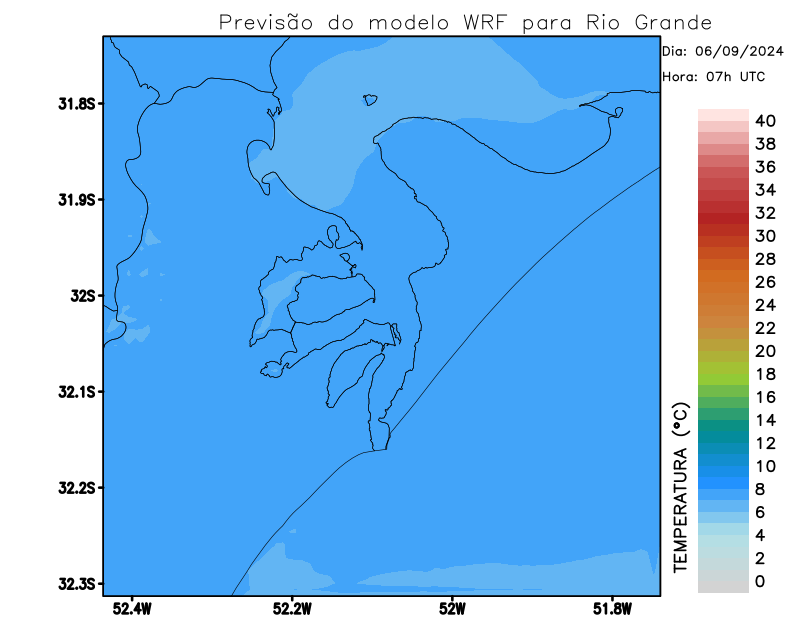 Previsão do modelo WRF para Rio Grande
Dia: 06/09/2024
Hora: 07h UTC
31.8S
31.9S
32S
32.1S
32.2S
32.3S
52.4W
52.2W
52W
51.8W
TEMPERATURA (°C)
40
38
36
34
32
30
28
26
24
22
20
18
16
14
12
10
8
6
4
2
0